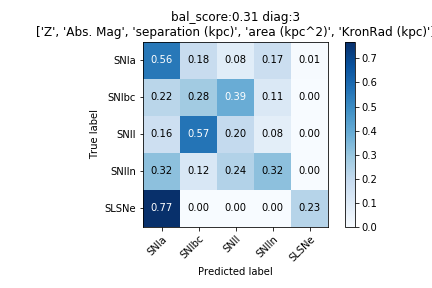 bal_score:0.31 diag:3
['Z', 'Abs. Mag', 'separation (kpc)', 'area (kpc^2)', 'KronRad (kpc)']
True label
SNIa 0.56 0.18 0.08 0.17 0.01
SNIbc 0.22 0.28 0.39 0.11 0.00
SNII 0.16 0.57 0.20 0.08 0.00
SNIIn 0.32 0.12 0.24 0.32 0.00
SLSNe 0.77 0.00 0.00 0.00 0.23
SNIa SNIbc SNII SNIIn SLSNe
Predicted label
0.7
0.6
0.5
0.4
0.3
0.2
0.1
0.0